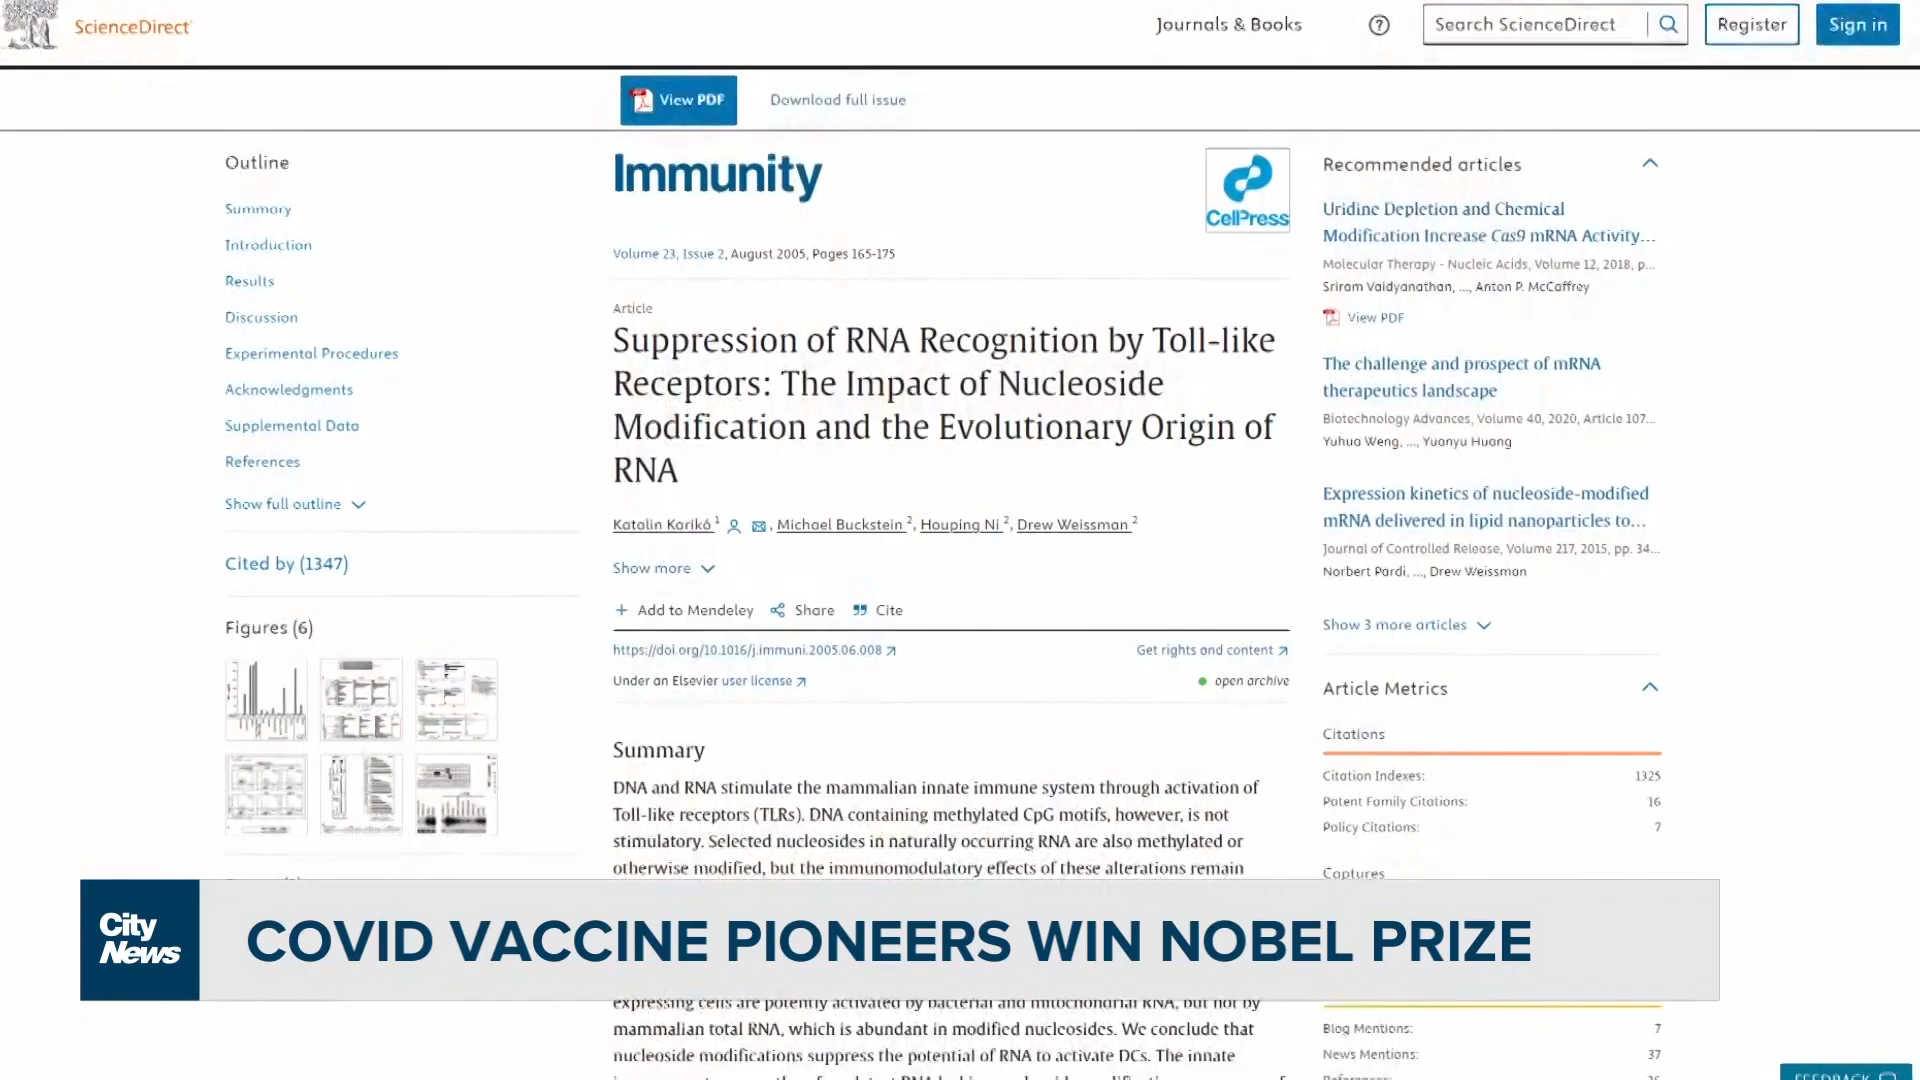 ScienceDirect
Journals & Books
Search ScienceDirect
Register
Sign in
View PDF
Download full issue
Outline
Summary
Introduction
Results
Discussion
Experimental Procedures
Acknowledgments
Supplemental Data
References
Show full outline
Cited by (1347)
Figures (6)
Immunity
CellPress
Volume 23, Issue 2, August 2005, Pages 165-175
Article
Suppression of RNA Recognition by Toll-like
Receptors: The Impact of Nucleoside
Modification and the Evolutionary Origin of
RNA
Katalin Karikó 1, Michael Buckstein 2, Houping Ni 2, Drew Weissman 2
Show more
Add to Mendeley Share Cite
https://doi.org/10.1016/j.immuni.2005.06.008
Get rights and content
Under an Elsevier user license
open archive
Summary
DNA and RNA stimulate the mammalian innate immune system through activation of
Toll-like receptors (TLRs). DNA containing methylated CpG motifs, however, is not
stimulatory. Selected nucleosides in naturally occurring RNA are also methylated or
otherwise modified, but the immunomodulatory effects of these alterations remain
expressing cells are potently activated by bacterial and mitochondrial RNA, but not by
mammalian total RNA, which is abundant in modified nucleosides. We conclude that
nucleoside modifications suppress the potential of RNA to activate DCs. The innate
Recommended articles
Uridine Depletion and Chemical
Modification Increase Cas9 mRNA Activity...
Molecular Therapy - Nucleic Acids, Volume 12, 2018, p...
Sriram Vaidyanathan, ..., Anton P. McCaffrey
View PDF
The challenge and prospect of mRNA
therapeutics landscape
Biotechnology Advances, Volume 40, 2020, Article 107...
Yuhua Weng, ..., Yuanyu Huang
Expression kinetics of nucleoside-modified
mRNA delivered in lipid nanoparticles to...
Journal of Controlled Release, Volume 217, 2015, pp. 34...
Norbert Pardi, ..., Drew Weissman
Show 3 more articles
Article Metrics
Citations
Citation Indexes: 1325
Patent Family Citations: 16
Policy Citations: 7
Captures
Blog Mentions: 7
News Mentions: 37
City
News
COVID VACCINE PIONEERS WIN NOBEL PRIZE